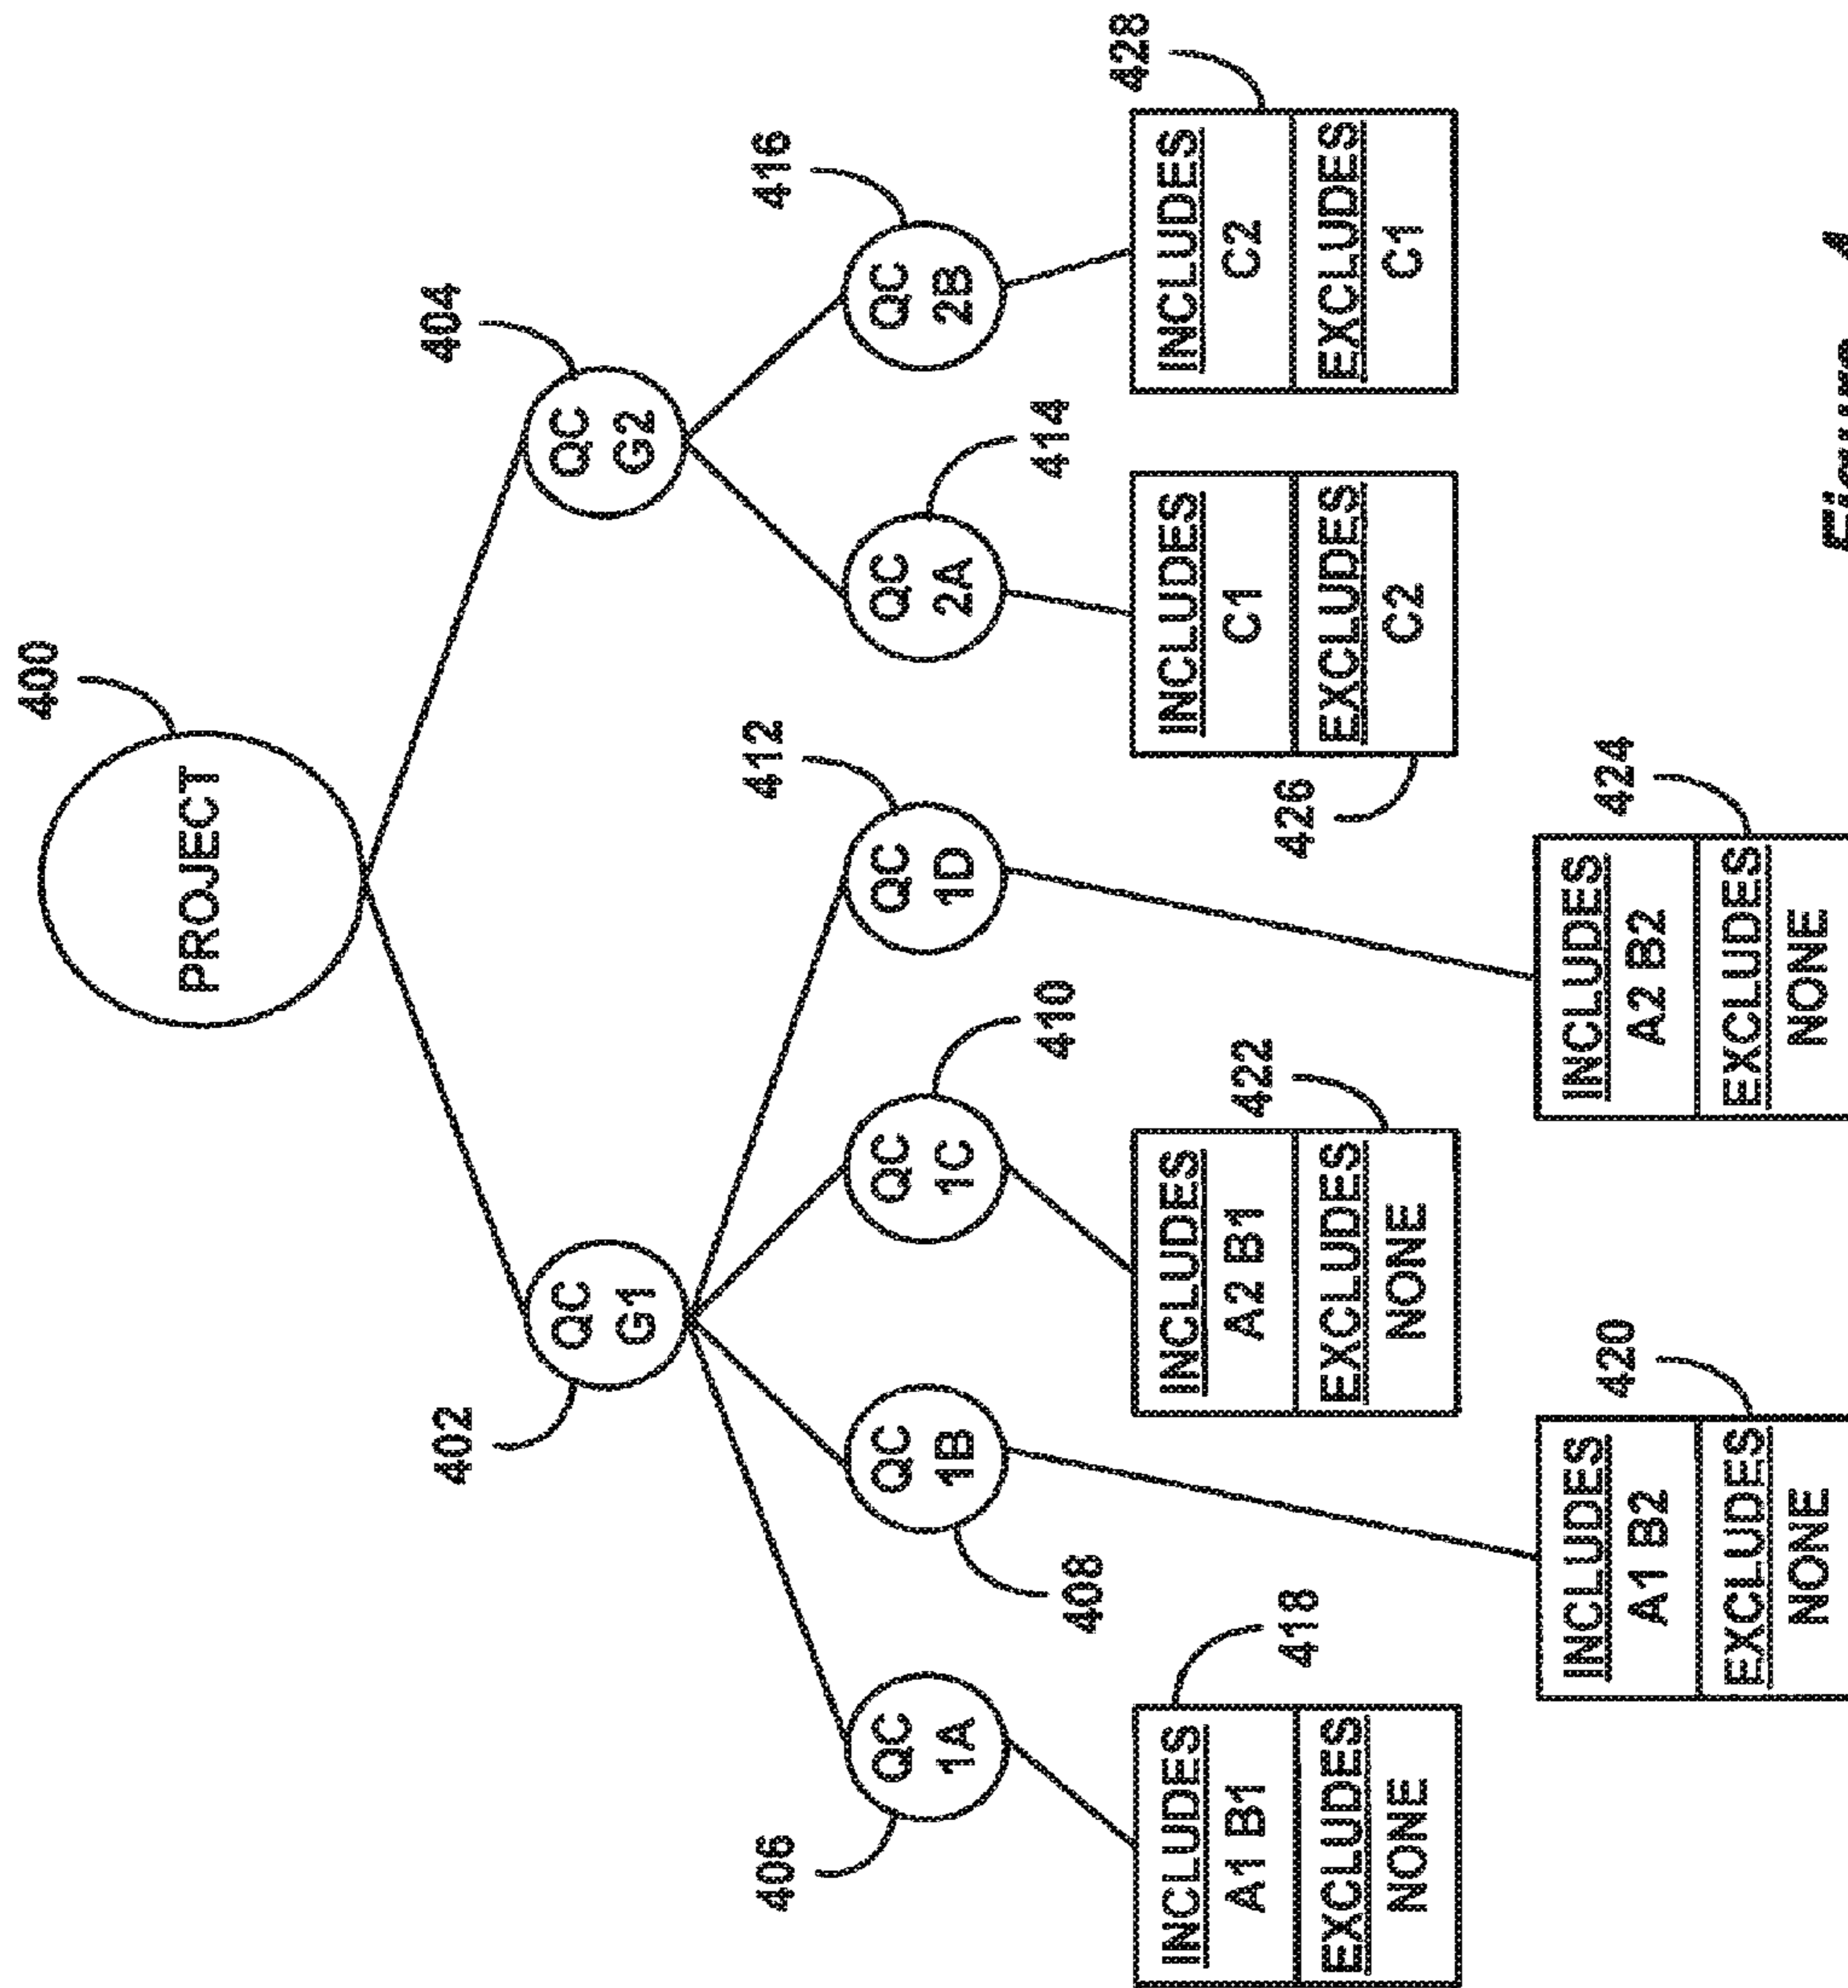 400
PROJECT
402
QC
G1
404
QC
G2
406
QC
1A
408
QC
1B
410
QC
1C
412
QC
1D
414
QC
2A
416
QC
2B
418
INCLUDES
A1 B1
EXCLUDES
NONE
420
INCLUDES
A1 B2
EXCLUDES
NONE
422
INCLUDES
A2 B1
EXCLUDES
NONE
424
INCLUDES
A2 B2
EXCLUDES
NONE
426
INCLUDES
C1
EXCLUDES
C2
428
INCLUDES
C2
EXCLUDES
C1